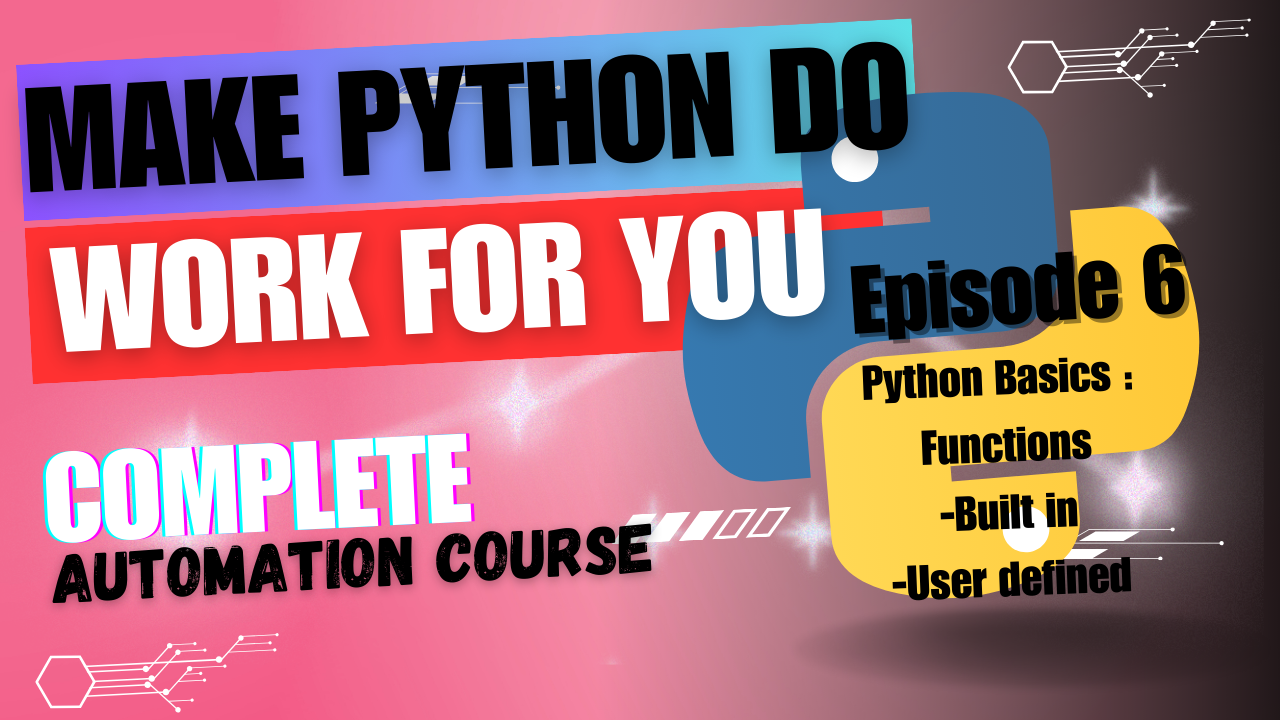 MAKE PYTHON DO
WORK FOR YOU
Episode 6
Python Basics :
Functions
-Built in
-User defined
COMPLETE
AUTOMATION COURSE